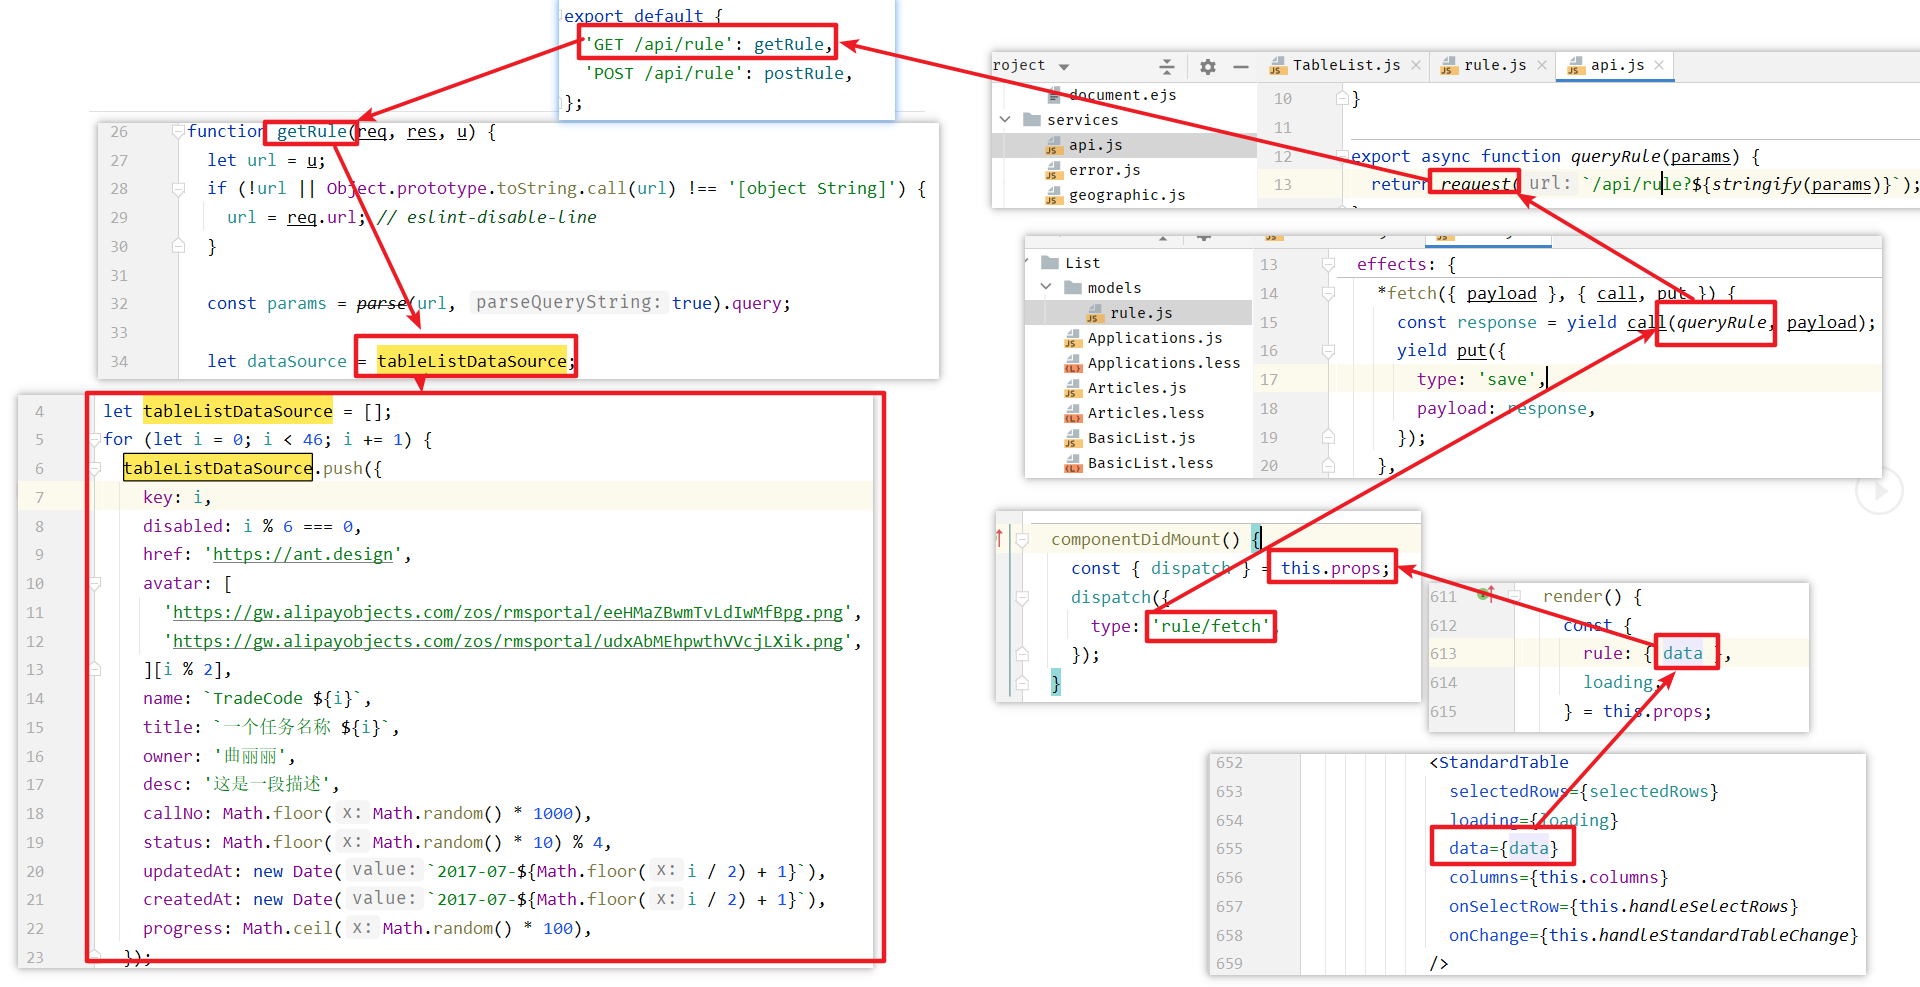 export default {
'GET /api/rule': getRule,
'POST /api/rule': postRule,
};
26 function getRule(req, res, u) {
27 let url = u;
28 if (!url || Object.prototype.toString.call(url) !== '[object String]') {
29 url = req.url; // eslint-disable-line
30 }
31
32 const params = parse(url, parseQueryString: true).query;
33
34 let dataSource = tableListDataSource;
4 let tableListDataSource = [];
5 for (let i = 0; i < 46; i += 1) {
6 tableListDataSource.push({
7 key: i,
8 disabled: i % 6 === 0,
9 href: 'https://ant.design',
10 avatar: [
11 'https://gw.alipayobjects.com/zos/rmsportal/eeHMaZBwmTvLdIwMfBpg.png',
12 'https://gw.alipayobjects.com/zos/rmsportal/udxAbMEhpwthVVcjLXik.png',
13 ][i % 2],
14 name: `TradeCode ${i}`,
15 title: `一个任务名称 ${i}`,
16 owner: '曲丽丽',
17 desc: '这是一段描述',
18 callNo: Math.floor( x: Math.random() * 1000),
19 status: Math.floor( x: Math.random() * 10) % 4,
20 updatedAt: new Date( value: `2017-07-${Math.floor( x: i / 2) + 1}`),
21 createdAt: new Date( value: `2017-07-${Math.floor( x: i / 2) + 1}`),
22 progress: Math.ceil( x: Math.random() * 100),
23 });
roject
TableList.js
rule.js
api.js
document.ejs
services
api.js
error.js
geographic.js
10 }
11
12 export async function queryRule(params) {
13 return request( url: `/api/rule?${stringify(params)}`);
List
models
rule.js
Applications.js
Applications.less
Articles.js
Articles.less
BasicList.js
BasicList.less
13 effects: {
14 *fetch({ payload }, { call, put }) {
15 const response = yield call(queryRule, payload);
16 yield put({
17 type: 'save',
18 payload: response,
19 });
20 },
componentDidMount() {
const { dispatch } = this.props;
dispatch({
type: 'rule/fetch',
});
}
611 render() {
612 const {
613 rule: { data },
614 loading,
615 } = this.props;
652 <StandardTable
653 selectedRows={selectedRows}
654 loading={loading}
655 data={data}
656 columns={this.columns}
657 onSelectRow={this.handleSelectRows}
658 onChange={this.handleStandardTableChange}
659 />